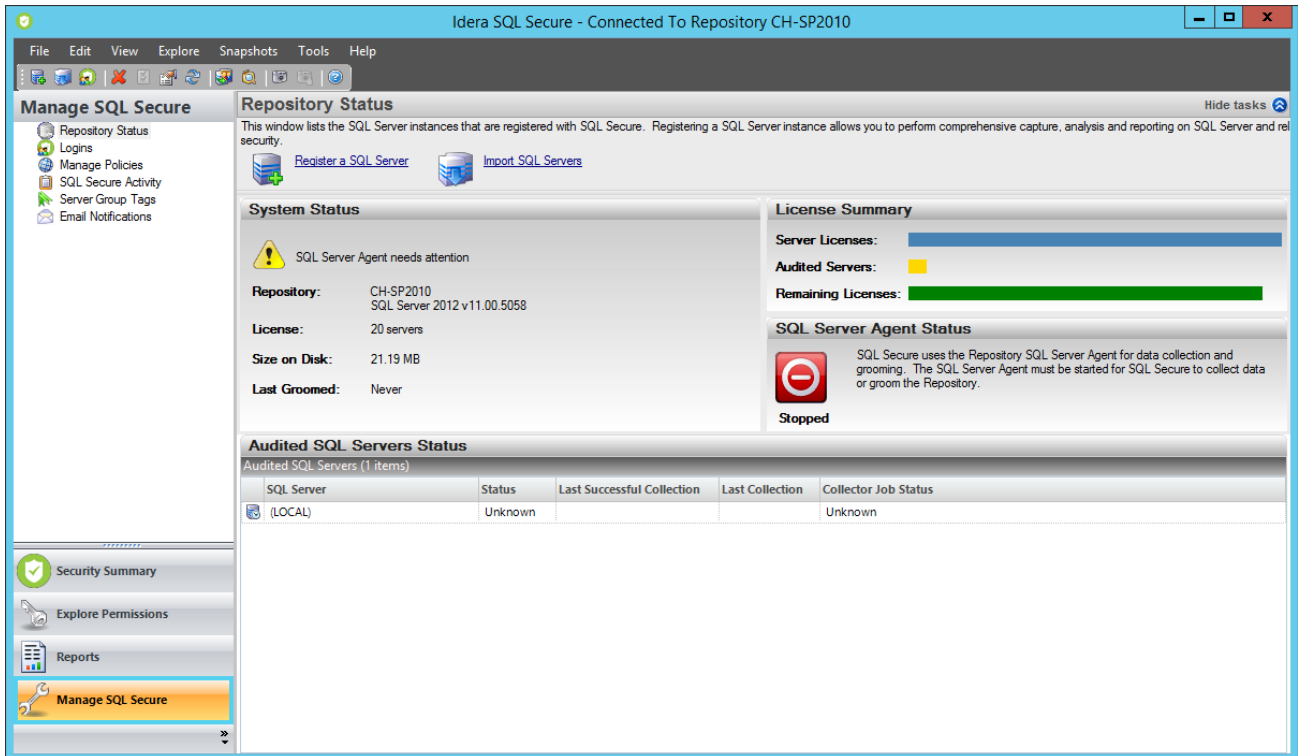 Idera SQL Secure - Connected To Repository CH-SP2010
File Edit View Explore Snapshots Tools Help
Manage SQL Secure
Repository Status
Logins
Manage Policies
SQL Secure Activity
Server Group Tags
Email Notifications
Repository Status
Hide tasks
This window lists the SQL Server instances that are registered with SQL Secure. Registering a SQL Server instance allows you to perform comprehensive capture, analysis and reporting on SQL Server and rel
security.
Register a SQL Server
Import SQL Servers
System Status
SQL Server Agent needs attention
Repository: CH-SP2010
SQL Server 2012 v11.00.5058
License: 20 servers
Size on Disk: 21.19 MB
Last Groomed: Never
License Summary
Server Licenses:
Audited Servers:
Remaining Licenses:
SQL Server Agent Status
SQL Secure uses the Repository SQL Server Agent for data collection and
grooming. The SQL Server Agent must be started for SQL Secure to collect data
or groom the Repository.
Stopped
Audited SQL Servers Status
Audited SQL Servers (1 items)
SQL Server Status Last Successful Collection Last Collection Collector Job Status
(LOCAL) Unknown Unknown
Security Summary
Explore Permissions
Reports
Manage SQL Secure